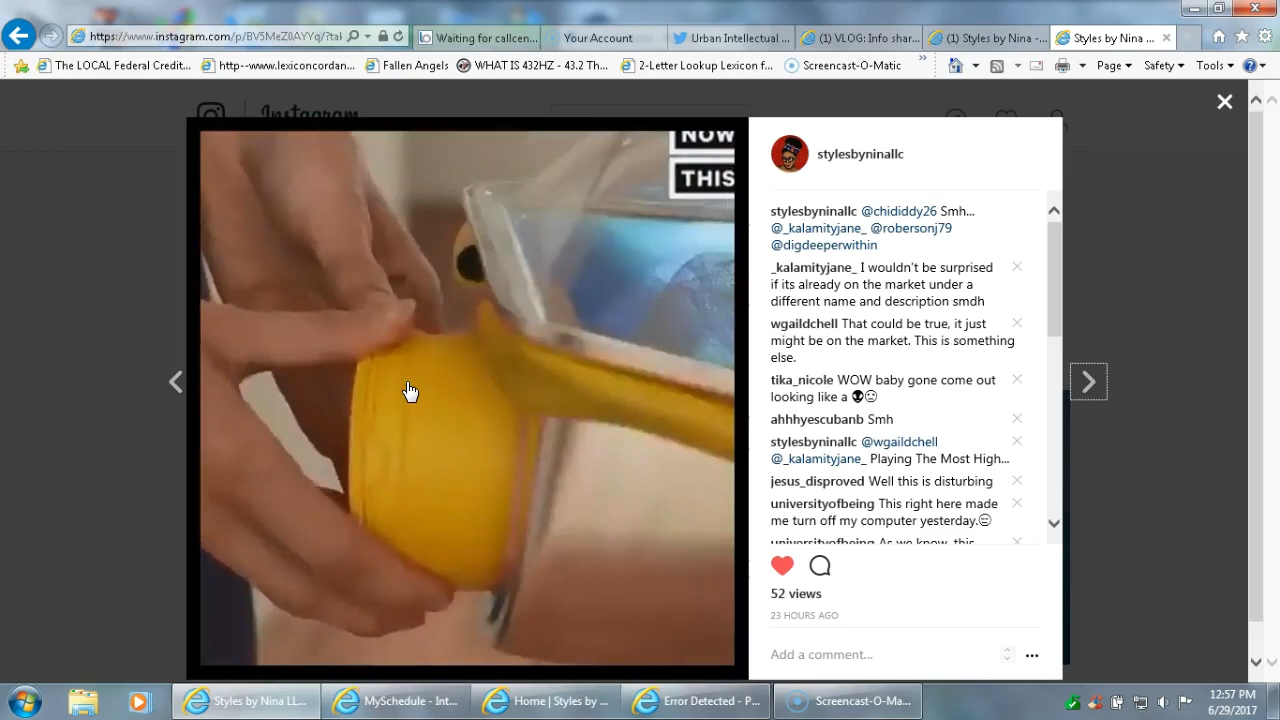 https://www.instagram.com/p/BV5MeZ0AYYq/?tal
Waiting for callcen...
Your Account
Urban Intellectual ...
(1) VLOG: Info shar...
(1) Styles by Nina -...
Styles by Nina ...
The LOCAL Federal Credit...
http--www.lexiconcordan...
Fallen Angels
WHAT IS 432HZ - 43.2 Th...
2-Letter Lookup Lexicon f...
Screencast-O-Matic
Page
Safety
Tools
Instagram
NOW
THIS
stylesbyninallc
stylesbyninallc @chididdy26 Smh...
@_kalamityjane_ @robersonj79
@digdeeperwithin
_kalamityjane_ I wouldn't be surprised
if its already on the market under a
different name and description smdh
wgaildchell That could be true, it just
might be on the market. This is something
else.
tika_nicole WOW baby gone come out
looking like a 👽😐
ahhhyescubanb Smh
stylesbyninallc @wgaildchell
@_kalamityjane_ Playing The Most High...
jesus_disproved Well this is disturbing
universityofbeing This right here made
me turn off my computer yesterday.😑
universityofbeing As we know, this
52 views
23 HOURS AGO
Add a comment...
Styles by Nina LL...
MySchedule - Int...
Home | Styles by ...
Error Detected - P...
Screencast-O-Ma...
12:57 PM
6/29/2017